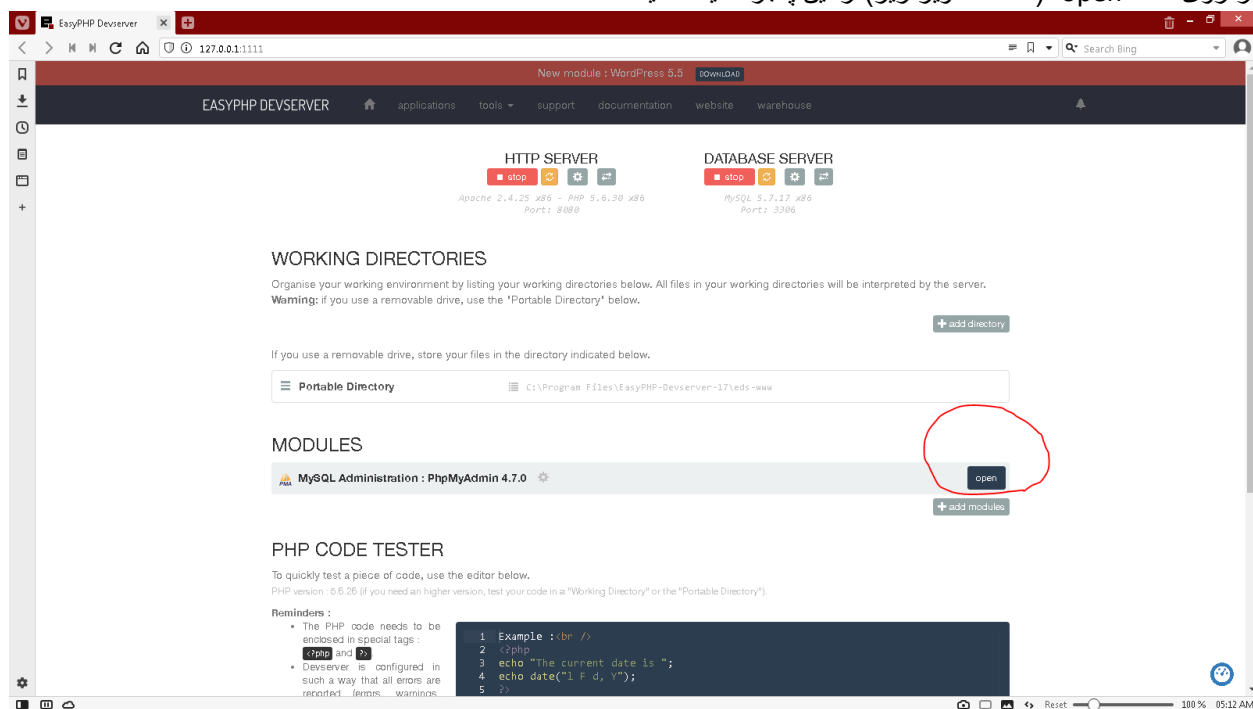 EasyPHP Devserver
127.0.0.1:1111
Search Bing
New module : WordPress 5.5 DOWNLOAD
EASYPHP DEVSERVER applications tools support documentation website warehouse
HTTP SERVER DATABASE SERVER
stop stop
Apache 2.4.25 x86 - PHP 5.6.30 x86 MySQL 5.7.17 x86
Port: 8080 Port: 3306
WORKING DIRECTORIES
Organise your working environment by listing your working directories below. All files in your working directories will be interpreted by the server.
Warning: if you use a removable drive, use the "Portable Directory" below.
+ add directory
If you use a removable drive, store your files in the directory indicated below.
Portable Directory C:\Program Files\EasyPHP-Devserver-17\eds-www
MODULES
PMA MySQL Administration : PhpMyAdmin 4.7.0 open
+ add modules
PHP CODE TESTER
To quickly test a piece of code, use the editor below.
PHP version : 5.6.26 (if you need an higher version, test your code in a "Working Directory" or the "Portable Directory").
Reminders :
• The PHP code needs to be
enclosed in special tags :
<?php and ?>
• Devserver is configured in
such a way that all errors are
reported (errors, warnings,
1 Example :<br />
2 <?php
3 echo "The current date is ";
4 echo date("l F d, Y");
5 ?>
Reset 100 % 05:12 AM